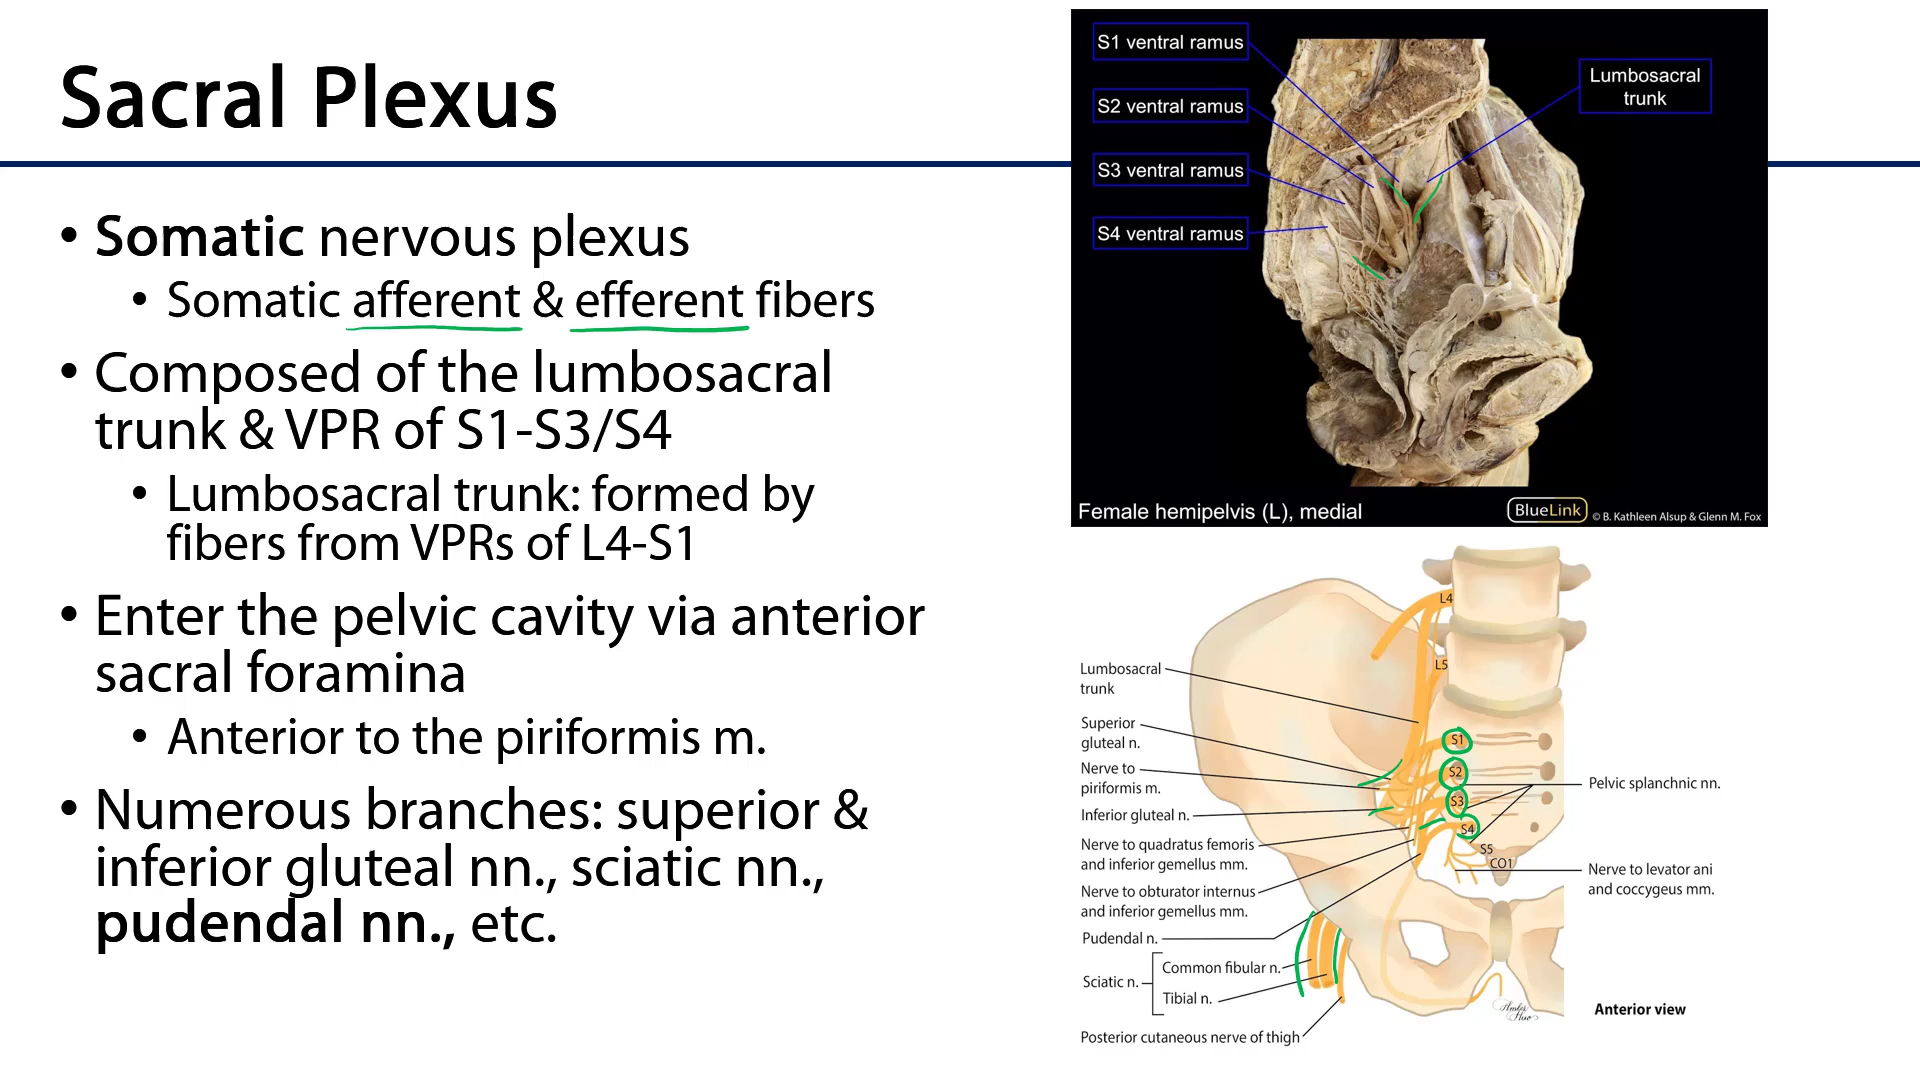 Sacral Plexus
• Somatic nervous plexus
• Somatic afferent & efferent fibers
• Composed of the lumbosacral
trunk & VPR of S1-S3/S4
• Lumbosacral trunk: formed by
fibers from VPRs of L4-S1
• Enter the pelvic cavity via anterior
sacral foramina
• Anterior to the piriformis m.
• Numerous branches: superior &
inferior gluteal nn., sciatic nn.,
pudendal nn., etc.
S1 ventral ramus
S2 ventral ramus
S3 ventral ramus
S4 ventral ramus
Lumbosacral
trunk
Female hemipelvis (L), medial
BlueLink
© B. Kathleen Alsup & Glenn M. Fox
L4
L5
S1
S2
S3
S4
S5
CO1
Lumbosacral
trunk
Superior
gluteal n.
Nerve to
piriformis m.
Inferior gluteal n.
Nerve to quadratus femoris
and inferior gemellus mm.
Nerve to obturator internus
and inferior gemellus mm.
Pudendal n.
Sciatic n.
Common fibular n.
Tibial n.
Posterior cutaneous nerve of thigh
Pelvic splanchnic nn.
Nerve to levator ani
and coccygeus mm.
Anterior view